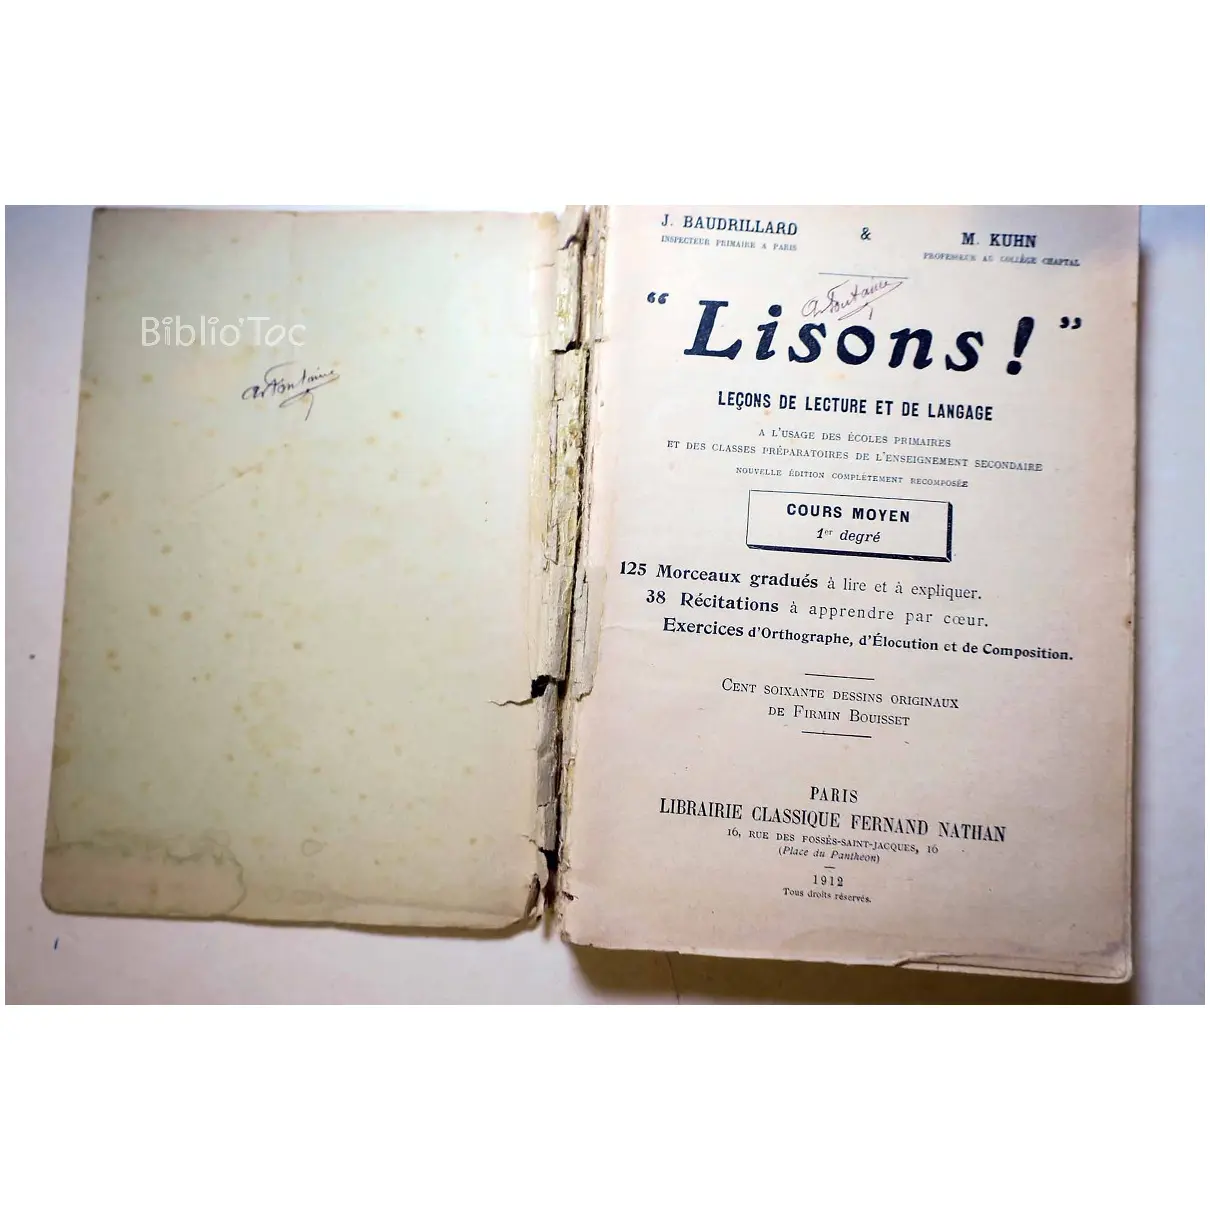 Biblio'Toc
J. BAUDRILLARD & M. KUHN
INSPECTEUR PRIMAIRE A PARIS PROFESSEUR AU COLLÈGE CHAPTAL
“ Lisons ! ”
LEÇONS DE LECTURE ET DE LANGAGE
A L'USAGE DES ÉCOLES PRIMAIRES
ET DES CLASSES PRÉPARATOIRES DE L'ENSEIGNEMENT SECONDAIRE
NOUVELLE ÉDITION COMPLÈTEMENT RECOMPOSÉE
COURS MOYEN
1er degré
125 Morceaux gradués à lire et à expliquer.
38 Récitations à apprendre par cœur.
Exercices d'Orthographe, d'Élocution et de Composition.
CENT SOIXANTE DESSINS ORIGINAUX
DE FIRMIN BOUISSET
PARIS
LIBRAIRIE CLASSIQUE FERNAND NATHAN
16, RUE DES FOSSÉS-SAINT-JACQUES, 16
(Place du Panthéon)
1912
Tous droits réservés.